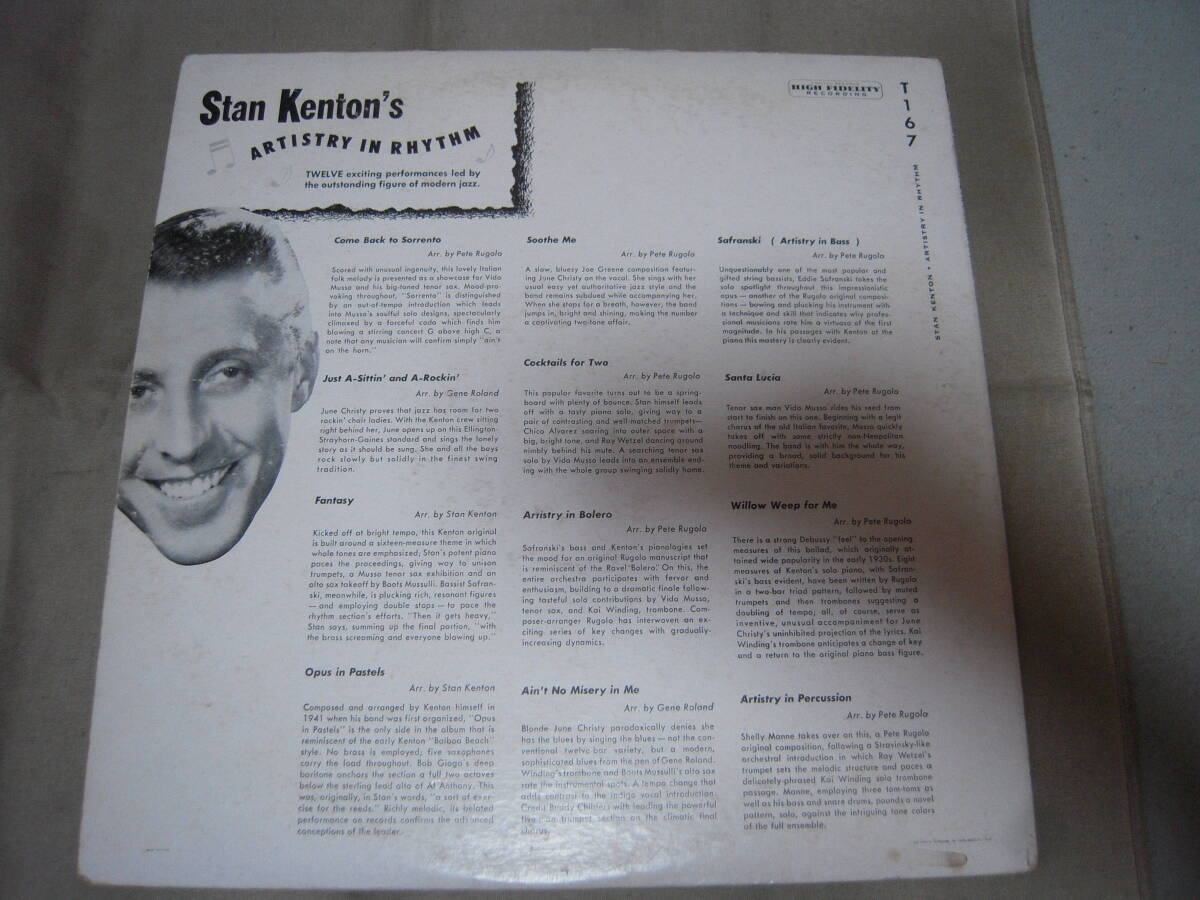 Stan Kenton's
ARTISTRY IN RHYTHM
TWELVE exciting performances led by
the outstanding figure of modern jazz.
HIGH FIDELITY
RECORDING
T167
STAN KENTON • ARTISTRY IN RHYTHM
Come Back to Sorrento
Arr. by Pete Rugolo
Scored with unusual ingenuity, this lovely Italian
folk melody is presented as a showcase for Vido
Musso and his big-toned tenor sax. Mood-pro-
voking throughout, "Sorrento" is distinguished
by an out-of-tempo introduction which leads
into Musso's soulful solo designs, spectacularly
climaxed by a forceful coda which finds him
blowing a stirring concert G above high C, a
note that any musician will confirm simply "ain't
on the horn."
Just A-Sittin' and A-Rockin'
Arr. by Gene Roland
June Christy proves that jazz has room for two
rockin' chair ladies. With the Kenton crew sitting
right behind her, June opens up on this Ellington-
Strayhorn-Gaines standard and sings the lonely
story as it should be sung. She and all the boys
rock slowly but solidly in the finest swing
tradition.
Fantasy
Arr. by Stan Kenton
Kicked off at bright tempo, this Kenton original
is built around a sixteen-measure theme in which
whole tones are emphasized; Stan's potent piano
paces the proceedings, giving way to unison
trumpets, a Musso tenor sax exhibition and an
alto sax takeoff by Boots Mussulli. Bassist Safran-
ski, meanwhile, is plucking rich, resonant figures
— and employing double stops — to pace the
rhythm section's efforts. "Then it gets heavy,"
Stan says, summing up the final portion, "with
the brass screaming and everyone blowing up."
Opus in Pastels
Arr. by Stan Kenton
Composed and arranged by Kenton himself in
1941 when his band was first organized, "Opus
in Pastels" is the only side in the album that is
reminiscent of the early Kenton "Balboa Beach"
style. No brass is employed; five saxophones
carry the load throughout. Bob Gioga's deep
baritone anchors the section a full two octaves
below the sterling lead alto of Al Anthony. This
was, originally, in Stan's words, "a sort of exer-
cise for the reeds." Richly melodic, its belated
performance on records confirms the advanced
conceptions of the leader.
Soothe Me
Arr. by Pete Rugolo
A slow, bluesy Joe Greene composition featur-
ing June Christy on the vocal. She sings with her
usual easy yet authoritative jazz style and the
band remains subdued while accompanying her.
When she stops for a breath, however, the band
jumps in, bright and shining, making the number
a captivating two-tone affair.
Cocktails for Two
Arr. by Pete Rugolo
This popular favorite turns out to be a spring-
board with plenty of bounce. Stan himself leads
off with a tasty piano solo, giving way to a
pair of contrasting and well-matched trumpets—
Chico Alvarez soaring into outer space with a
big, bright tone, and Ray Wetzel dancing around
nimbly behind his mute. A searching tenor sax
solo by Vido Musso leads into an ensemble end-
ing with the whole group swinging solidly home.
Artistry in Bolero
Arr. by Pete Rugolo
Safranski's bass and Kenton's pianologies set
the mood for an original Rugolo manuscript that
is reminiscent of the Ravel "Bolero." On this, the
entire orchestra participates with fervor and
enthusiasm, building to a dramatic finale follow-
ing tasteful solo contributions by Vido Musso,
tenor sax, and Kai Winding, trombone. Com-
poser-arranger Rugolo has interwoven an ex-
citing series of key changes with gradually-
increasing dynamics.
Ain't No Misery in Me
Arr. by Gene Roland
Blonde June Christy paradoxically denies she
has the blues by singing the blues — not the con-
ventional twelve-bar variety, but a modern,
sophisticated blues from the pen of Gene Roland.
Winding's trombone and Boots Mussulli's alto sax
rate the instrumental spots. A tempo change that
adds contrast to the indigo vocal introduction.
Credit Buddy Childers with leading the powerful
five-man trumpet section on the climatic final
chorus.
Safranski ( Artistry in Bass )
Arr. by Pete Rugolo
Unquestionably one of the most popular and
gifted string bassists, Eddie Safranski takes the
solo spotlight throughout this impressionistic
opus — another of the Rugolo original composi-
tions — bowing and plucking his instrument with
a technique and skill that indicates why profes-
sional musicians rate him a virtuoso of the first
magnitude. In his passages with Kenton at the
piano this mastery is clearly evident.
Santa Lucia
Arr. by Pete Rugolo
Tenor sax man Vido Musso rides his reed from
start to finish on this one. Beginning with a legit
chorus of the old Italian favorite, Musso quickly
takes off with some strictly non-Neapolitan
noodling. The band is with him the whole way,
providing a broad, solid background for his
theme and variations.
Willow Weep for Me
Arr. by Pete Rugolo
There is a strong Debussy "feel" to the opening
measures of this ballad, which originally at-
tained wide popularity in the early 1930s. Eight
measures of Kenton's solo piano, with Safran-
ski's bass evident, have been written by Rugolo
in a two-bar triad pattern, followed by muted
trumpets and then trombones suggesting a
doubling of tempo; all, of course, serve as
inventive, unusual accompaniment for June
Christy's uninhibited projection of the lyrics. Kai
Winding's trombone anticipates a change of key
and a return to the original piano bass figure.
Artistry in Percussion
Arr. by Pete Rugolo
Shelly Manne takes over on this, a Pete Rugolo
original composition, following a Stravinsky-like
orchestral introduction in which Ray Wetzel's
trumpet sets the melodic structure and paces a
delicately-phrased Kai Winding solo trombone
passage. Manne, employing three tom-toms as
well as his bass and snare drums, pounds a novel
pattern, solo, against the intriguing tone colors
of the full ensemble.